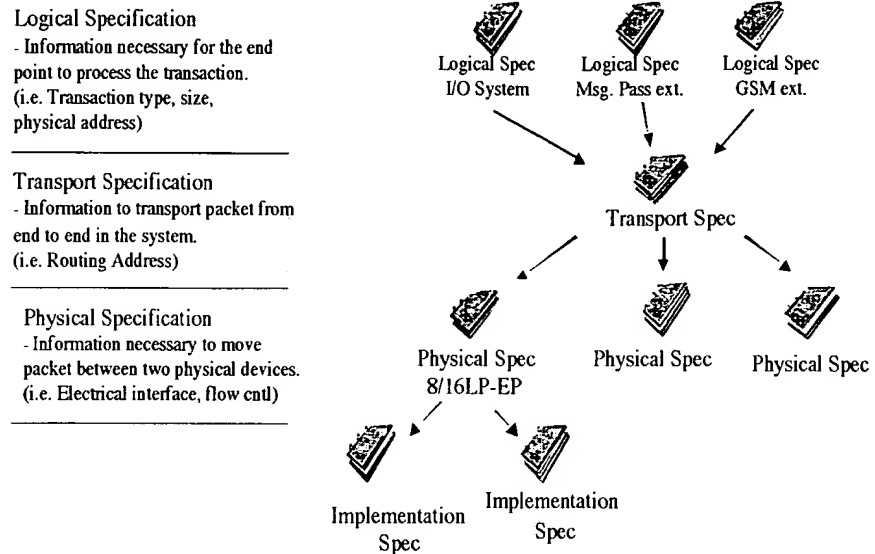 Logical Specification
- Information necessary for the end
point to process the transaction.
(i.e. Transaction type, size,
physical address)
Transport Specification
- Information to transport packet from
end to end in the system.
(i.e. Routing Address)
Physical Specification
- Information necessary to move
packet between two physical devices.
(i.e. Electrical interface, flow cntl)
Logical Spec
I/O System
Logical Spec
Msg. Pass ext.
Logical Spec
GSM ext.
Transport Spec
Physical Spec
8/16LP-EP
Physical Spec
Physical Spec
Implementation
Spec
Implementation
Spec